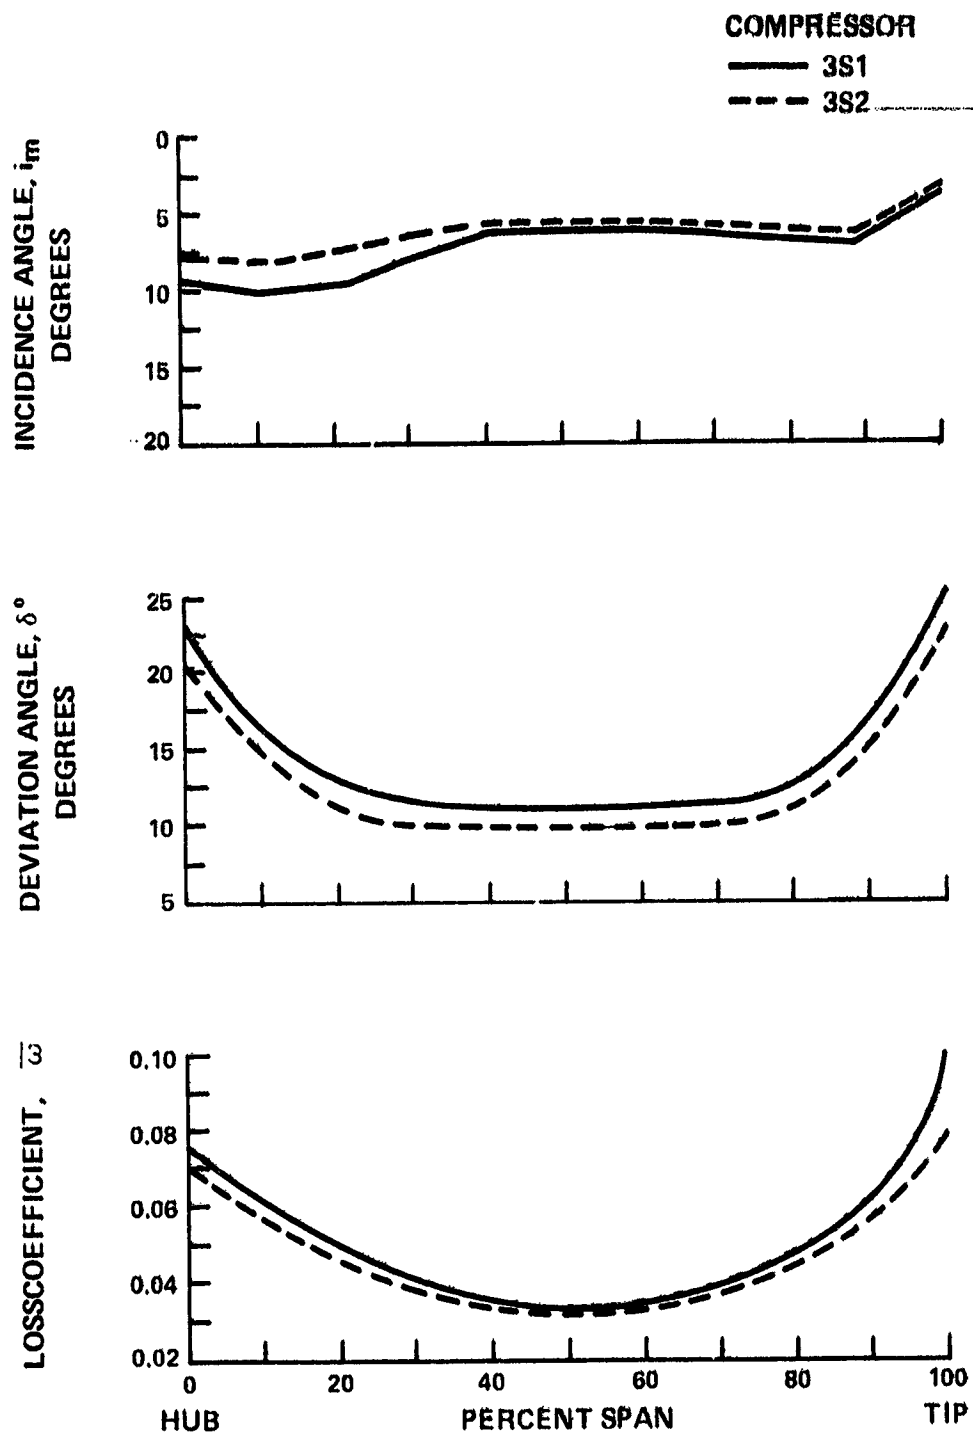 COMPRESSOR
3S1
3S2
INCIDENCE ANGLE, im
DEGREES
0
5
10
15
20
DEVIATION ANGLE, δ°
DEGREES
25
20
15
10
5
LOSSCOEFFICIENT, ω̅
0.10
0.08
0.06
0.04
0.02
0 20 40 60 80 100
HUB PERCENT SPAN TIP